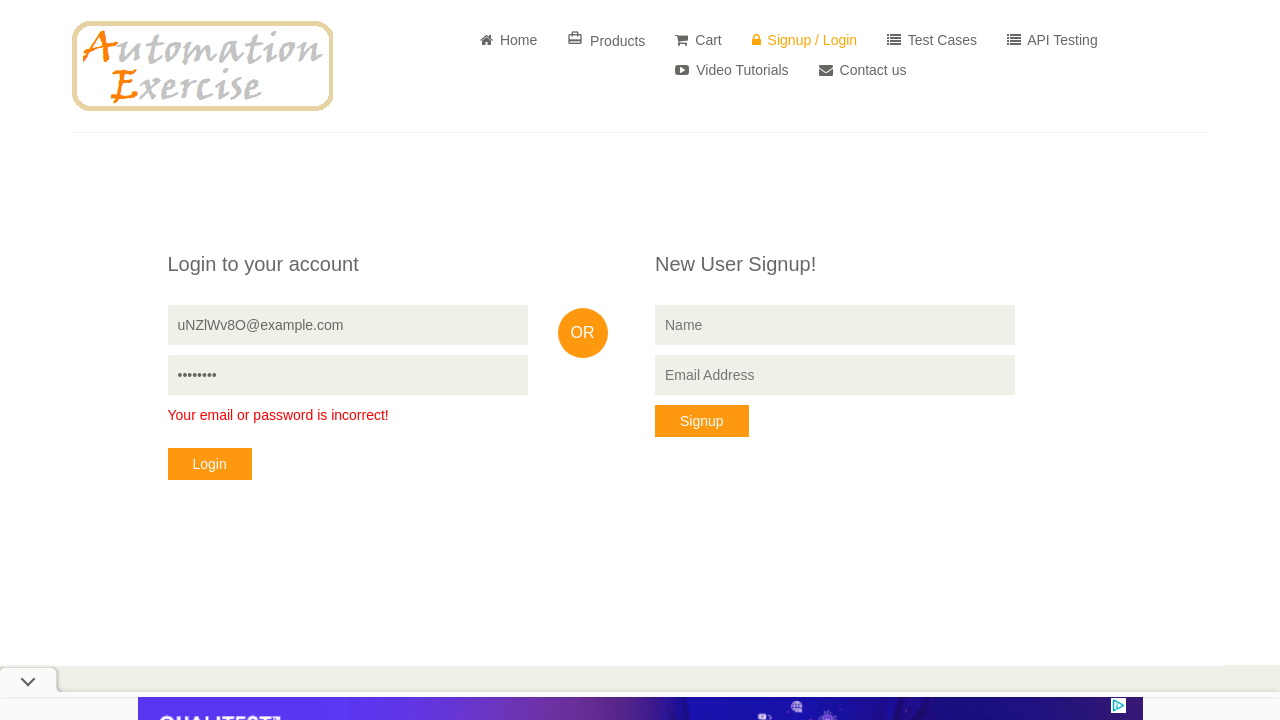 Automation
Exercise
Home
Products
Cart
Signup / Login
Test Cases
API Testing
Video Tutorials
Contact us
Login to your account
uNZlWv8O@example.com
••••••••
Your email or password is incorrect!
Login
OR
New User Signup!
Name
Email Address
Signup
QUALITEST